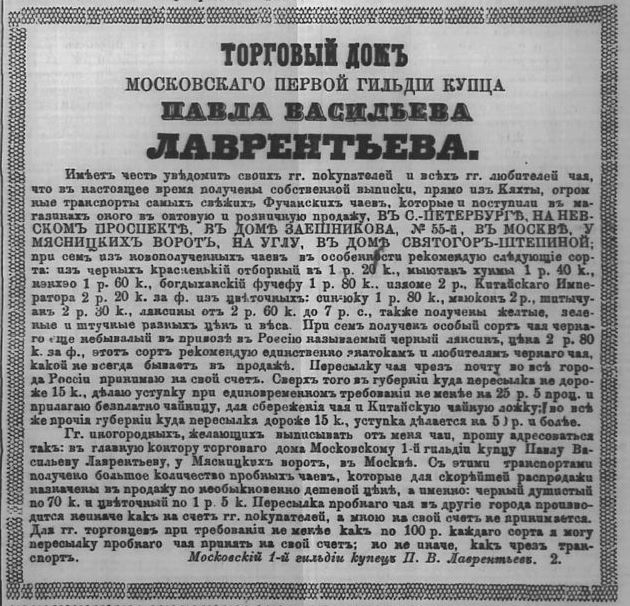 ТОРГОВЫЙ ДОМЪ
МОСКОВСКАГО ПЕРВОЙ ГИЛЬДІИ КУПЦА
ПАВЛА ВАСИЛЬЕВА
ЛАВРЕНТЬЕВА.
Имѣетъ честь увѣдомить своихъ гг. покупателей и всѣхъ гг. любителей чая,
что въ настоящее время получены собственной выписки, прямо изъ Кяхты, огром
ные транспорты самыхъ свѣжихъ Фучанскихъ чаевъ, которые и поступили въ ма-
газинахъ оного въ оптовую и розничную продажу, ВЪ С.-ПЕТЕРБУРГѢ, НА НЕВ-
СКОМЪ ПРОСПЕКТѢ, ВЪ ДОМѢ ЗАЕШНИКОВА, № 55-й, ВЪ МОСКВѢ, У
МЯСНИЦКИХЪ ВОРОТЪ, НА УГЛУ, ВЪ ДОМѢ СВЯТОГОРЪ-ШТЕПИНОЙ;
при семъ изъ новополученныхъ чаевъ въ особенности рекомендую слѣдующіе сор-
та: изъ черныхъ красненькій отборный въ 1 р. 20 к., мыютакъ хунмы 1 р. 40 к.,
нэнхэо 1 р. 60 к., богдыханскій фучефу 1 р. 80 к., изяоме 2 р., Китайскаго Импе-
ратора 2 р. 20 к. за ф. изъ цвѣточныхъ: син-юку 1 р. 80 к., маюконъ 2 р., шитычу-
анъ 2 р. 30 к., лянсины отъ 2 р. 60 к. до 7 р. с., также получены желтые, зеле-
ные и штучные разныхъ цѣнъ и вѣса. При семъ полученъ особый сортъ чая черна-
го еще небывалый въ привозѣ въ Россію называемый черный лянсинъ, цѣна 2 р. 80
к. за ф., этотъ сортъ рекомендую единственно знатокамъ и любителямъ чернаго чая,
какой не всегда бываетъ въ продажѣ. Пересылку чая чрезъ почту во всѣ горо-
да Россіи принимаю на свой счетъ. Сверхъ того въ губерніи куда пересылка не доро-
же 15 к., дѣлаю уступку при единовременномъ требованіи не менѣе на 25 р. 5 проц. и
прилагаю безплатно чайницу, для сбереженія чая и Китайскую чайную ложку; во всѣ
же прочія губерніи куда пересылка дороже 15 к., уступка дѣлается на 50 р. и болѣе.
Гг. иногородныхъ, желающихъ выписывать отъ меня чаи, прошу адресоваться
такъ: въ главную контору торговаго дома Московскому 1-й гильдіи купцу Павлу Ва-
сильеву Лаврентьеву, у Мясницкихъ воротъ, въ Москвѣ. Съ этими транспортами
получено большое количество пробныхъ чаевъ, которые для скорѣйшей распродажи
назначены въ продажу по необыкновенно дешевой цѣнѣ, а именно: черный душистый
по 70 к. и цвѣточный по 1 р. 5 к. Пересылка пробнаго чая въ другіе города произво-
дится неиначе какъ на счетъ гг. покупателей, а мною на свой счетъ не принимается.
Для гг. торговцевъ при требованіи не менѣе какъ по 100 р. каждаго сорта я могу
пересылку пробнаго чая принять на свой счетъ; но не иначе, какъ чрезъ тран-
спортъ. Московскій 1-й гильдіи купецъ П. В. Лаврентьевъ. 2.